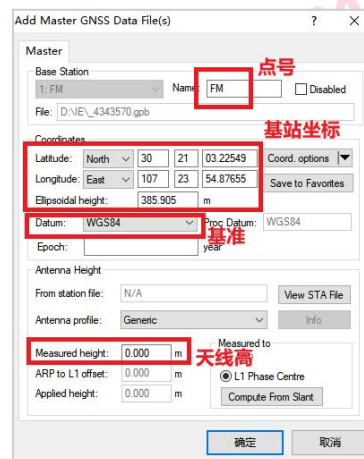 Add Master GNSS Data File(s) ? ×
Master
点号
Base Station
1: FM Name: FM Disabled
File: D:\IE\_4343570.gpb
基站坐标
Coordinates
Latitude: North 30 21 03.22549 Coord. options
Longitude: East 107 23 54.87655 Save to Favorites
Ellipsoidal height: 385.905 m
Datum: WGS84 Proc Datum: WGS84
基准
Epoch: year
Antenna Height
From station file: N/A View STA File
Antenna profile: Generic Info
Measured to
Measured height: 0.000 m 天线高
ARP to L1 offset: 0.000 m L1 Phase Centre
Applied height: 0.000 m Compute From Slant
确定 取消